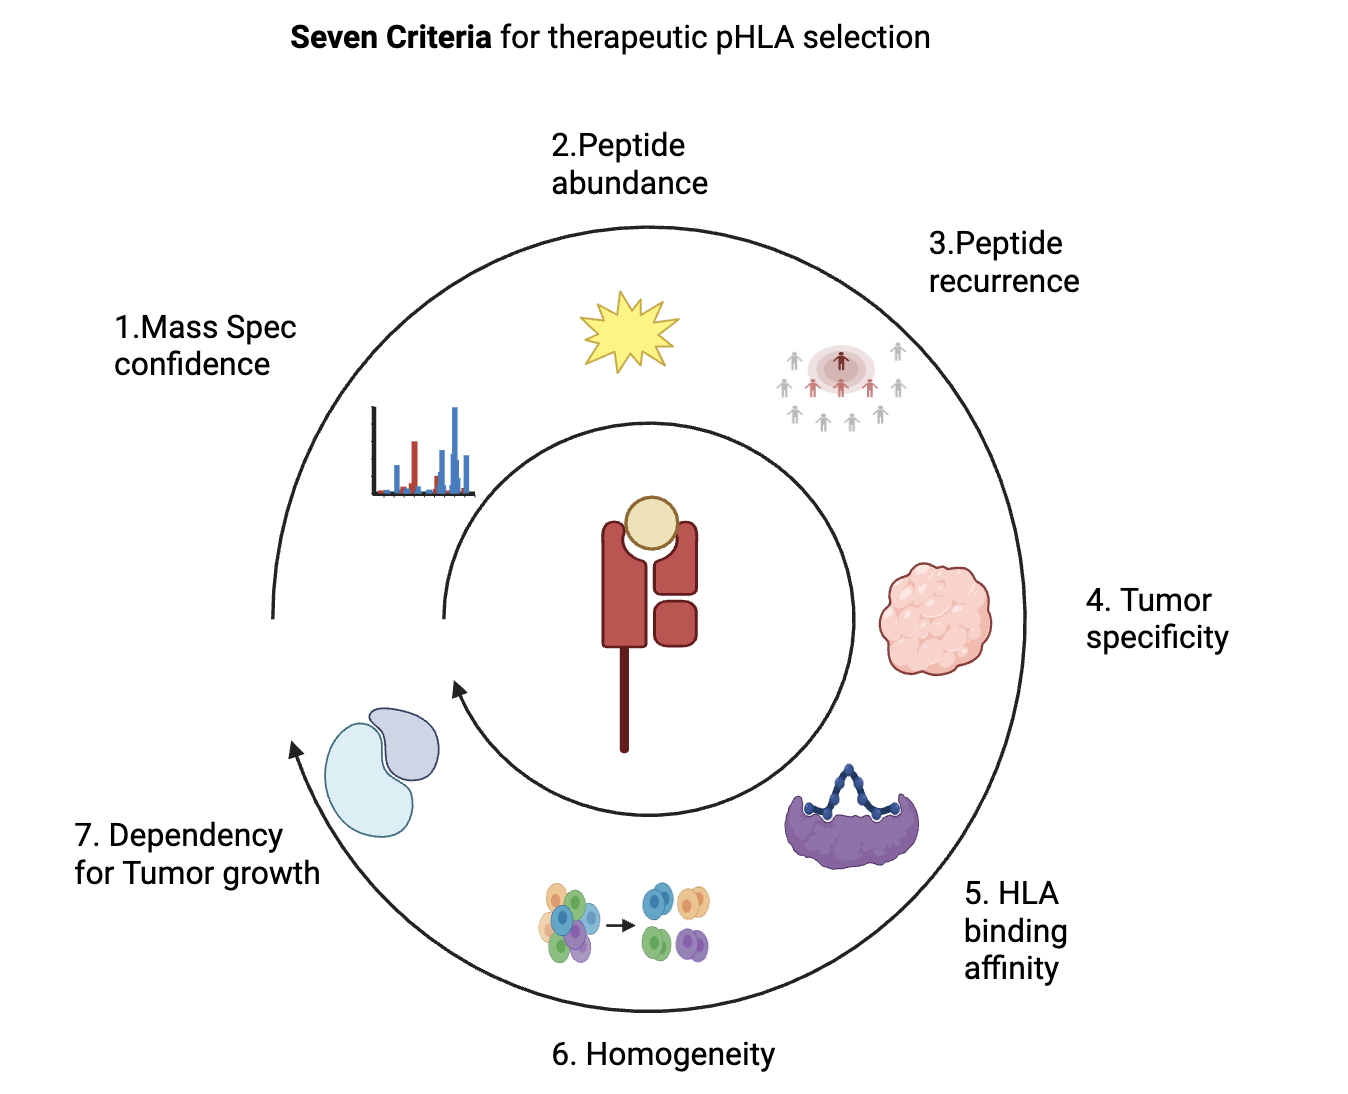 Seven Criteria for therapeutic pHLA selection
2.Peptide
abundance
3.Peptide
recurrence
1.Mass Spec
confidence
4. Tumor
specificity
7. Dependency
for Tumor growth
5. HLA
binding
affinity
6. Homogeneity